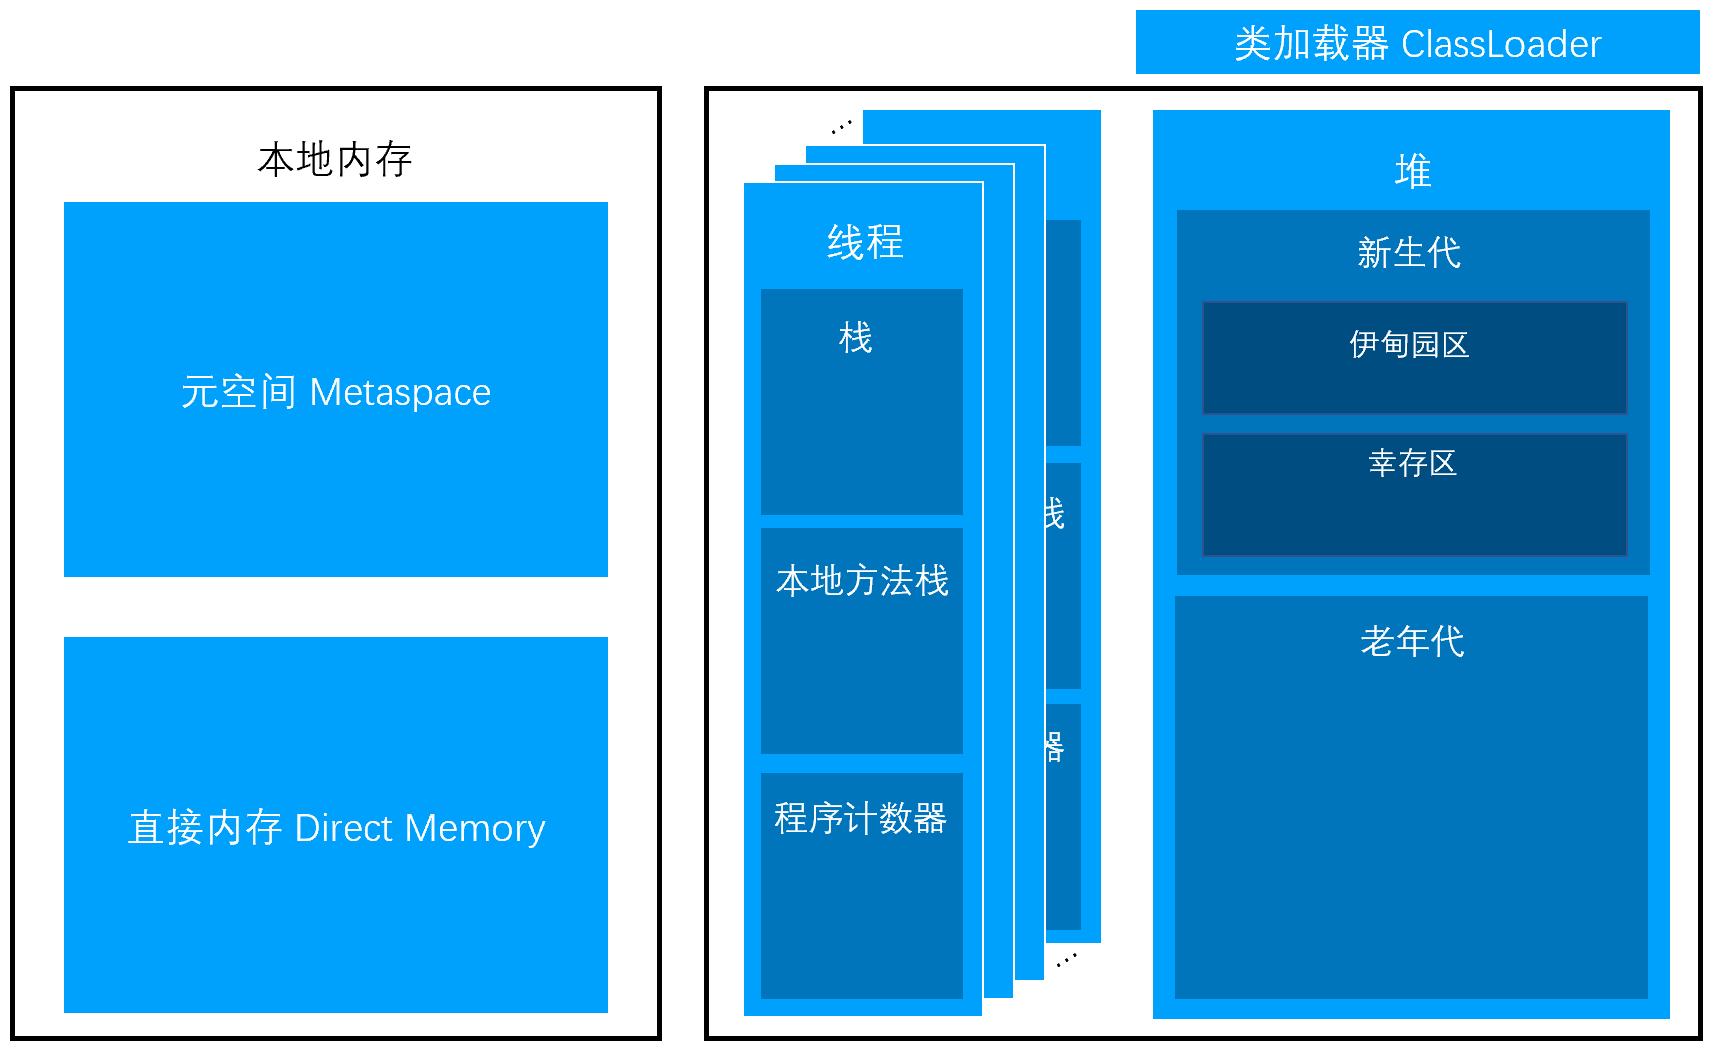 类加载器 ClassLoader
本地内存
元空间 Metaspace
直接内存 Direct Memory
...
线程
栈
本地方法栈
程序计数器
栈
器
...
堆
新生代
伊甸园区
幸存区
老年代